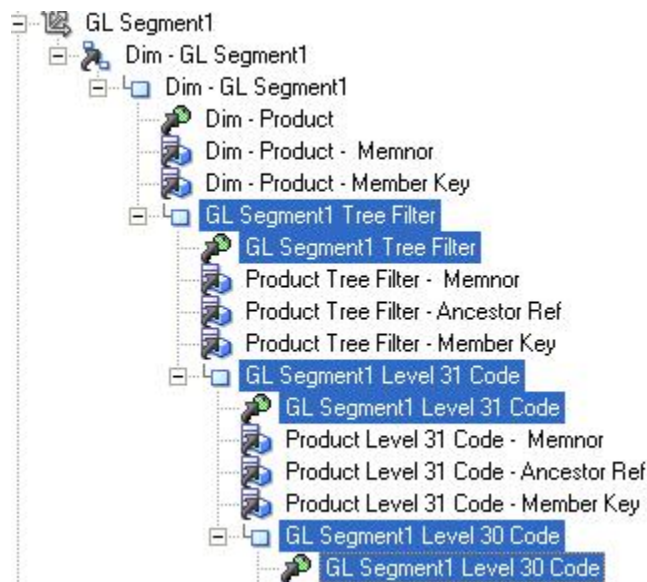 GL Segment1
Dim - GL Segment1
Dim - GL Segment1
Dim - Product
Dim - Product - Memnor
Dim - Product - Member Key
GL Segment1 Tree Filter
GL Segment1 Tree Filter
Product Tree Filter - Memnor
Product Tree Filter - Ancestor Ref
Product Tree Filter - Member Key
GL Segment1 Level 31 Code
GL Segment1 Level 31 Code
Product Level 31 Code - Memnor
Product Level 31 Code - Ancestor Ref
Product Level 31 Code - Member Key
GL Segment1 Level 30 Code
GL Segment1 Level 30 Code